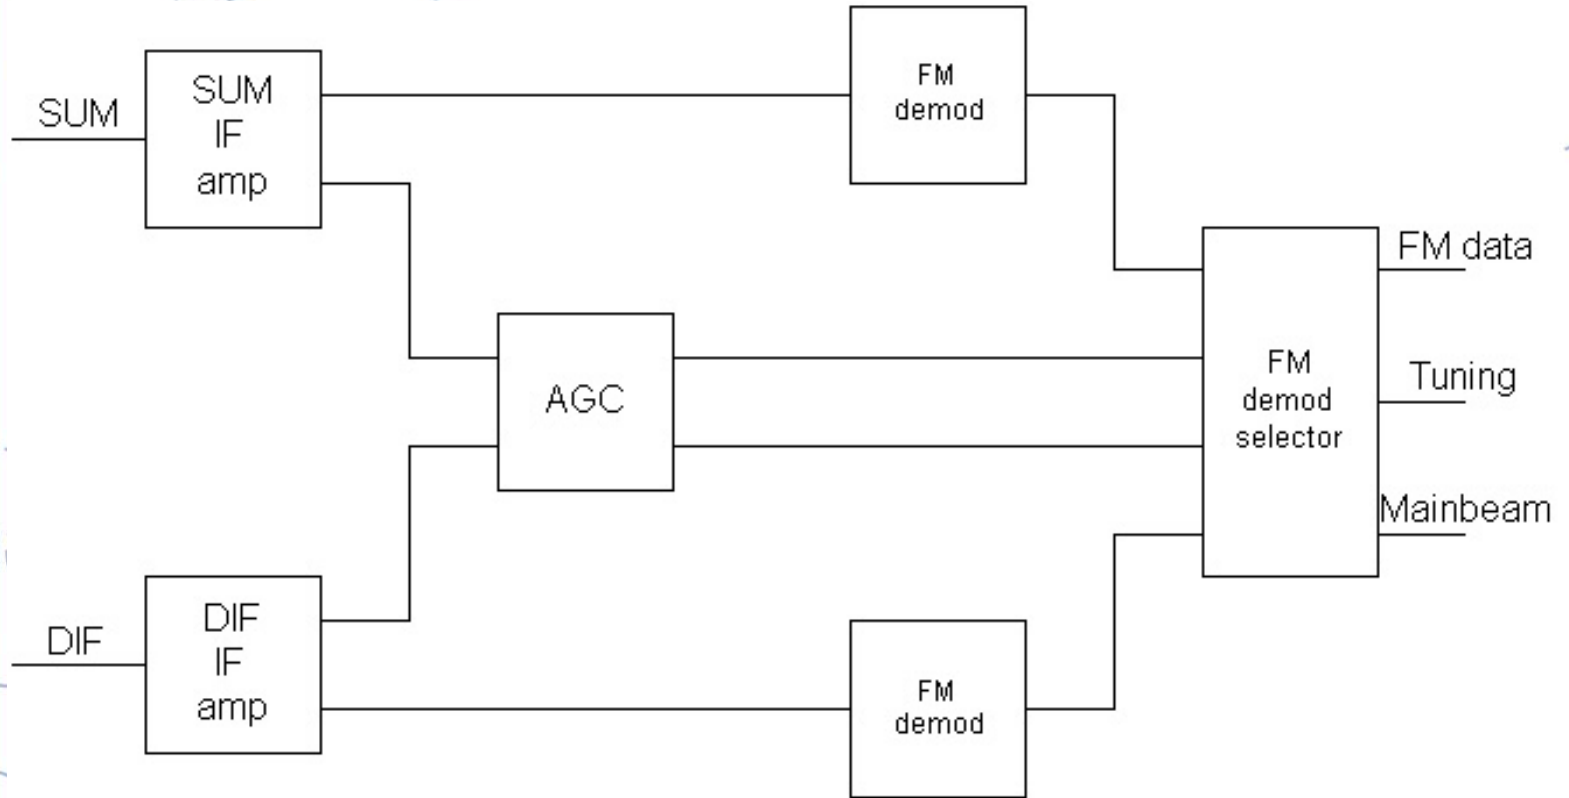 SUM
SUM
IF
amp
FM
demod
FM data
AGC
FM
demod
selector
Tuning
Mainbeam
DIF
DIF
IF
amp
FM
demod